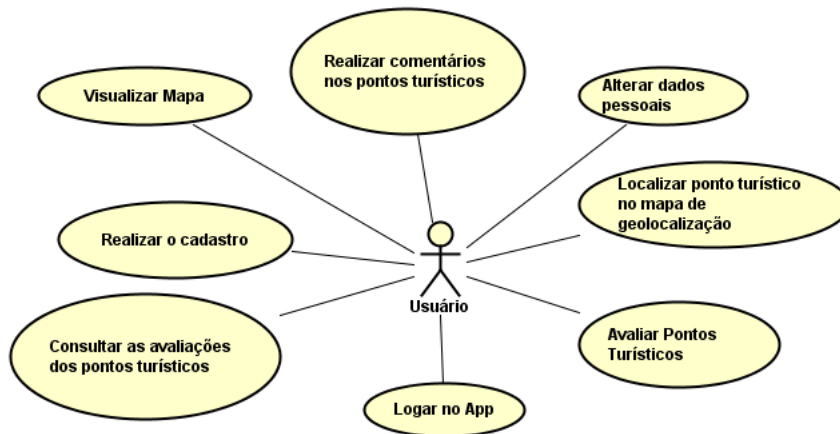 Realizar comentários
nos pontos turísticos
Visualizar Mapa
Alterar dados
pessoais
Localizar ponto turístico
no mapa de
geolocalização
Realizar o cadastro
Usuário
Consultar as avaliações
dos pontos turísticos
Avaliar Pontos
Turísticos
Logar no App